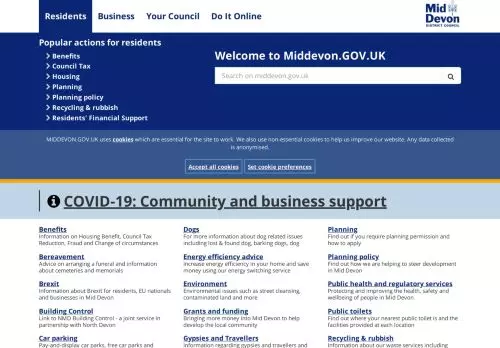 Residents Business Your Council Do It Online
Mid
Devon
DISTRICT COUNCIL
Popular actions for residents
Benefits
Council Tax
Housing
Planning
Planning policy
Recycling & rubbish
Residents' Financial Support
Welcome to Middevon.GOV.UK
Search on middevon.gov.uk
MIDDEVON.GOV.UK uses cookies which are essential for the site to work. We also use non-essential cookies to help us improve our website. Any data collected
is anonymised.
Accept all cookies Set cookie preferences
COVID-19: Community and business support
Benefits
Information on Housing Benefit, Council Tax
Reduction, Fraud and Change of circumstances
Bereavement
Advice on arranging a funeral and information
about cemeteries and memorials
Brexit
Information about Brexit for residents, EU nationals
and businesses in Mid Devon
Building Control
Link to NMD Building Control - a joint service in
partnership with North Devon
Car parking
Pay-and-display car parks, free car parks and
Dogs
For more information about dog related issues
including lost & found dog, barking dogs, dog
Energy efficiency advice
Increase energy efficiency in your home and save
money using our energy switching service
Environment
Environmental issues such as street cleansing,
contaminated land and more
Grants and funding
Bringing more money into Mid Devon to help
develop the local community
Gypsies and Travellers
Information regarding gypsies and travellers and
Planning
Find out if you require planning permission and
how to apply
Planning policy
Find out how we are helping to steer development
in Mid Devon
Public health and regulatory services
Protecting and improving the health, safety and
wellbeing of people in Mid Devon
Public toilets
Find out where your nearest public toilet is and the
facilities provided at each location
Recycling & rubbish
Information about our waste services including